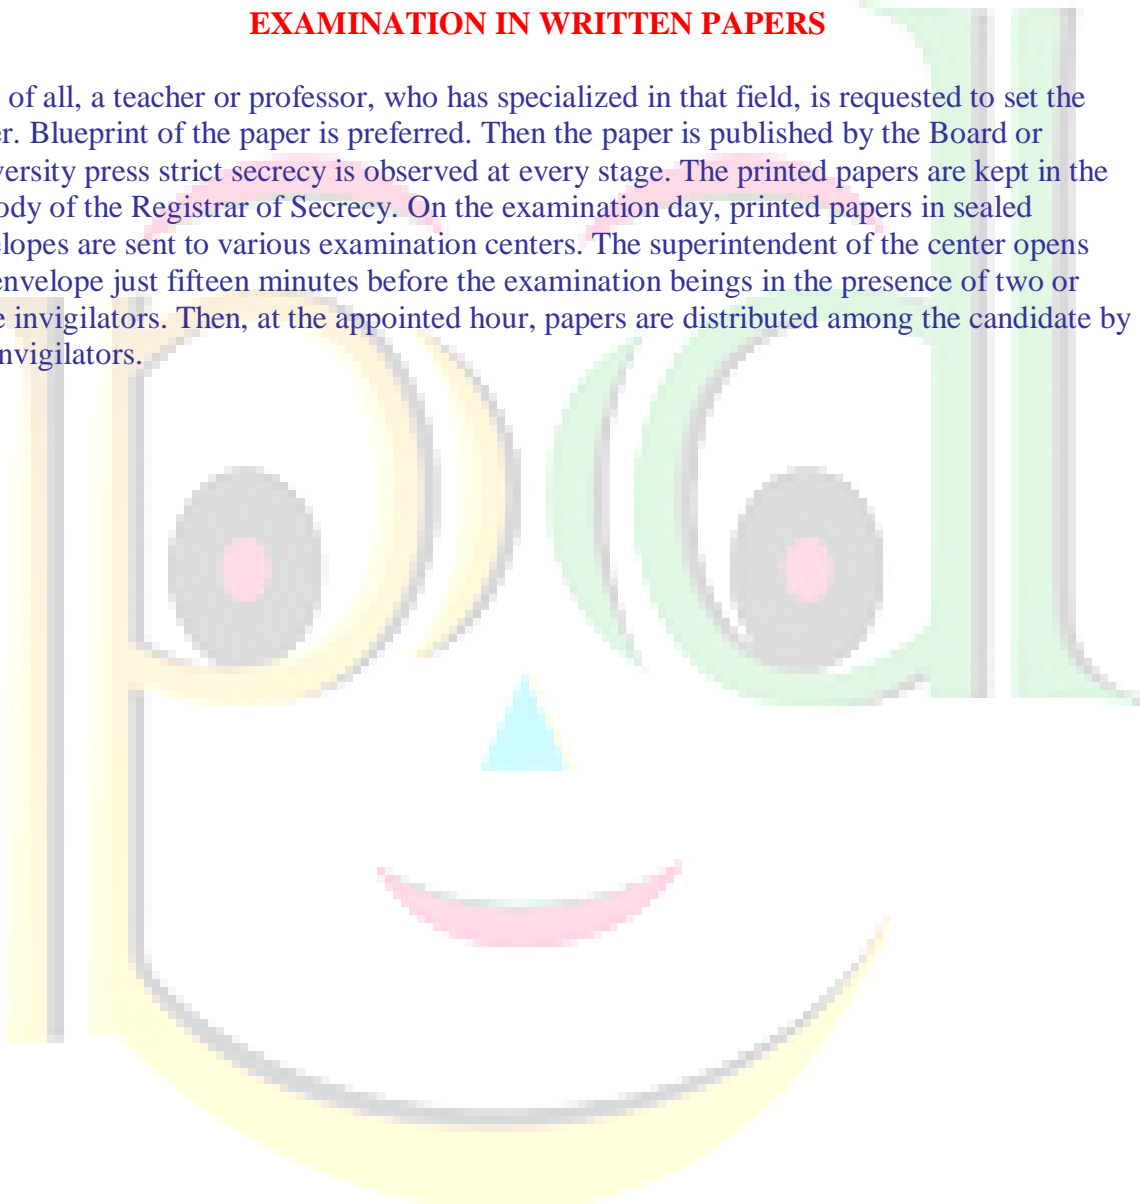 EXAMINATION IN WRITTEN PAPERS
of all, a teacher or professor, who has specialized in that field, is requested to set the
er. Blueprint of the paper is preferred. Then the paper is published by the Board or
versity press strict secrecy is observed at every stage. The printed papers are kept in the
ody of the Registrar of Secrecy. On the examination day, printed papers in sealed
elopes are sent to various examination centers. The superintendent of the center opens
envelope just fifteen minutes before the examination beings in the presence of two or
e invigilators. Then, at the appointed hour, papers are distributed among the candidate by
nvigilators.